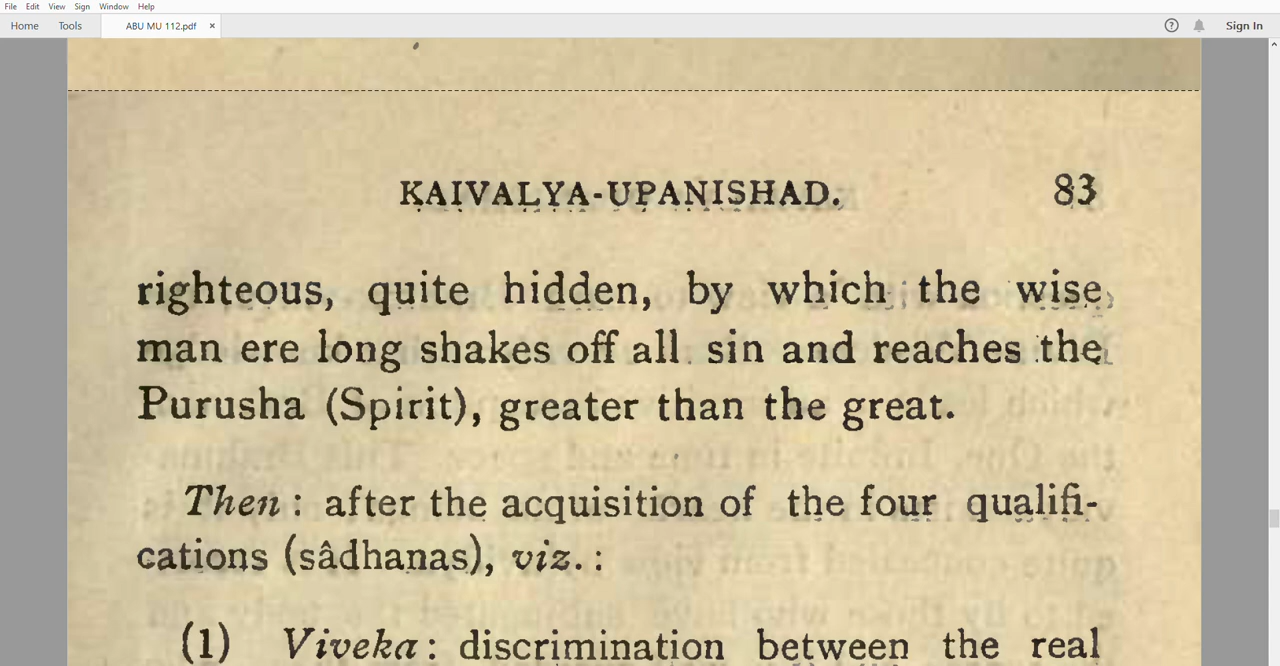 File Edit View Sign Window Help
Home Tools ABU MU 112.pdf × ? Sign In
KAIVALYA-UPANISHAD. 83
righteous, quite hidden, by which the wise
man ere long shakes off all sin and reaches the
Purusha (Spirit), greater than the great.
Then : after the acquisition of the four qualifi-
cations (sâdhanas), viz. :
(1) Viveka : discrimination between the real